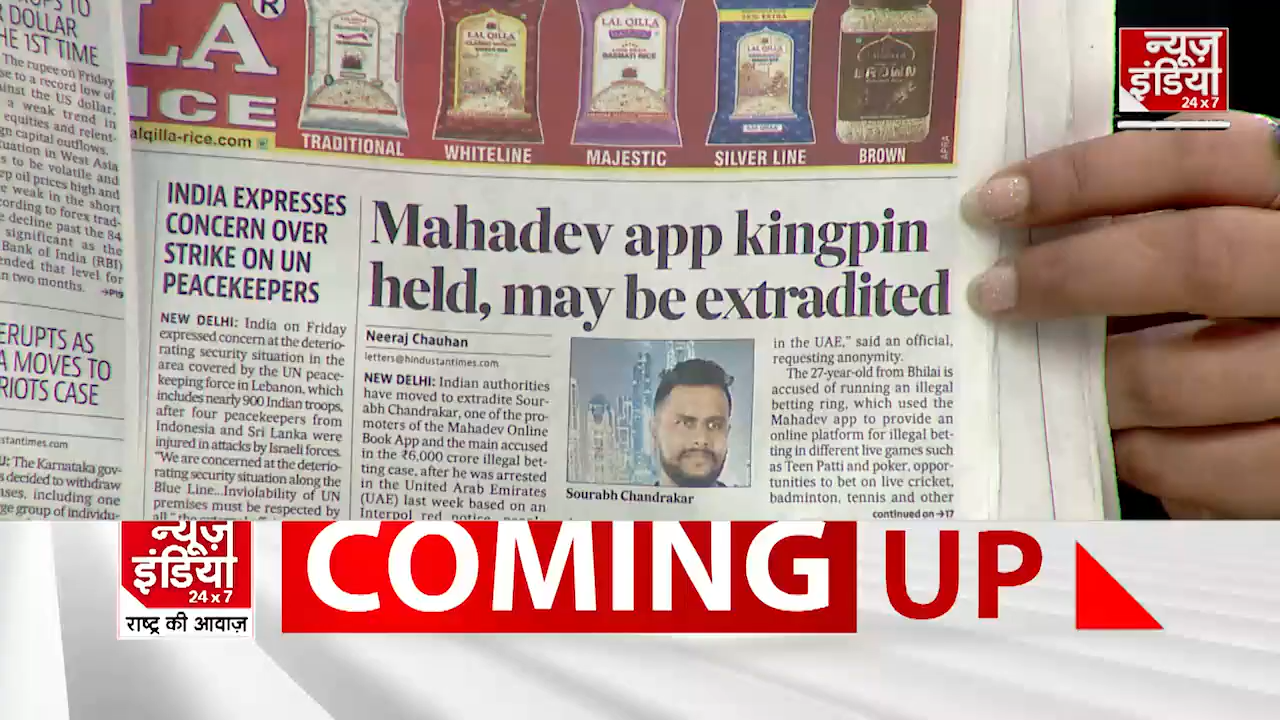 DOLLAR
HE 1ST TIME
The rupee on Friday
se to a record low of
ainst the US dollar,
a weak trend in
equities and relent-
gn capital outflows.
tuation in West Asia
s to be volatile and
ep oil prices high and
e weak in the short
cording to forex trad-
e decline past the 84
significant as the
Bank of India (RBI)
ended that level for
n two months. →P19
ERUPTS AS
A MOVES TO
RIOTS CASE
stantimes.com
U: The Karnataka gov-
s decided to withdraw
ases, including one
ge group of individu-
LA®
ICE
alqilla-rice.com
LAL QILLA
LAL QILLA
LAL QILLA
BROWN
TRADITIONAL
WHITELINE
MAJESTIC
SILVER LINE
BROWN
INDIA EXPRESSES
CONCERN OVER
STRIKE ON UN
PEACEKEEPERS
NEW DELHI: India on Friday
expressed concern at the deterio-
rating security situation in the
area covered by the UN peace-
keeping force in Lebanon, which
includes nearly 900 Indian troops,
after four peacekeepers from
Indonesia and Sri Lanka were
injured in attacks by Israeli forces.
"We are concerned at the deterio-
rating security situation along the
Blue Line...Inviolability of UN
premises must be respected by
Mahadev app kingpin
held, may be extradited
Neeraj Chauhan
letters@hindustantimes.com
NEW DELHI: Indian authorities
have moved to extradite Sour-
abh Chandrakar, one of the pro-
moters of the Mahadev Online
Book App and the main accused
in the ₹6,000 crore illegal bet-
ting case, after he was arrested
in the United Arab Emirates
(UAE) last week based on an
Interpol red notice,
Sourabh Chandrakar
in the UAE," said an official,
requesting anonymity.
The 27-year-old from Bhilai is
accused of running an illegal
betting ring, which used the
Mahadev app to provide an
online platform for illegal bet-
ting in different live games such
as Teen Patti and poker, oppor-
tunities to bet on live cricket,
badminton, tennis and other
continued on →17
न्यूज़
इंडिया
24x7
न्यूज़
इंडिया
24x7
राष्ट्र की आवाज़
COMING UP